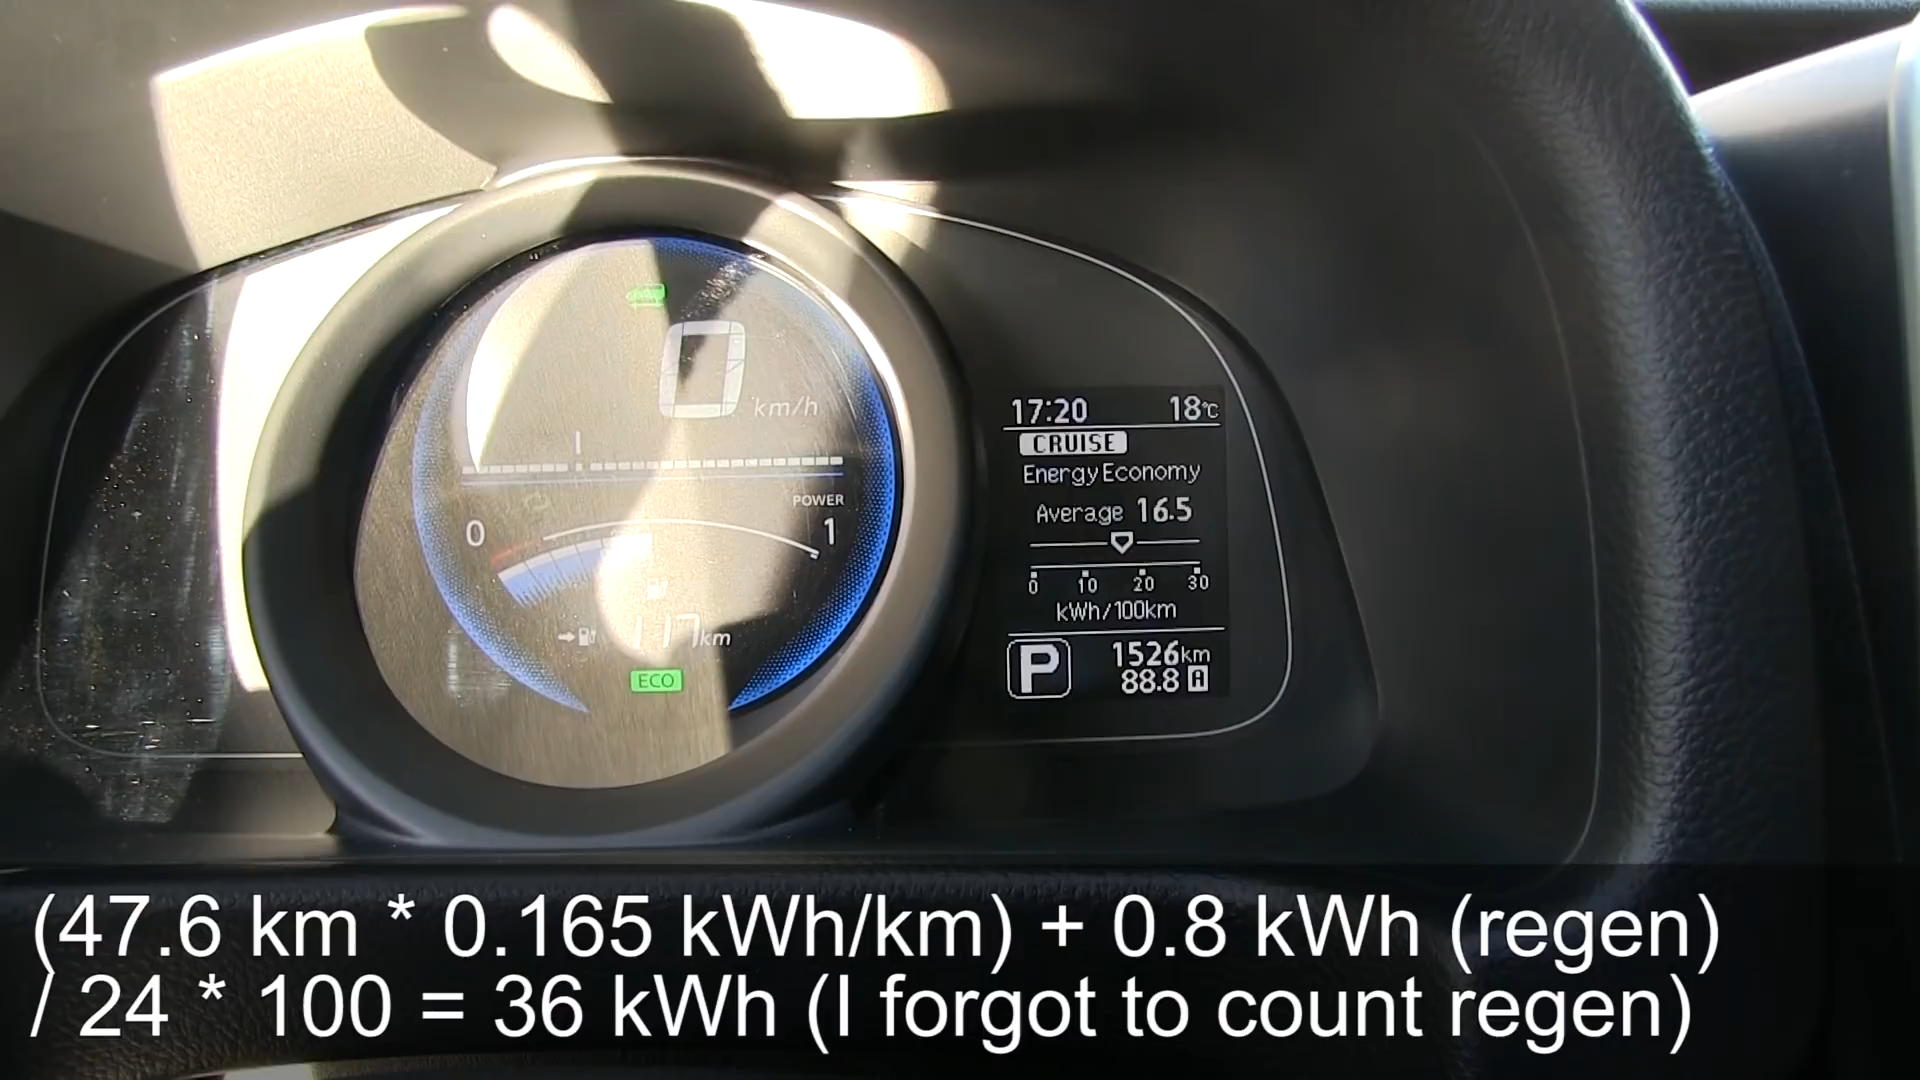 0
km/h
POWER
0 1
117km
ECO
17:20 18°C
CRUISE
Energy Economy
Average 16.5
0 10 20 30
kWh/100km
P 1526km
88.8 A
(47.6 km * 0.165 kWh/km) + 0.8 kWh (regen)
/ 24 * 100 = 36 kWh (I forgot to count regen)